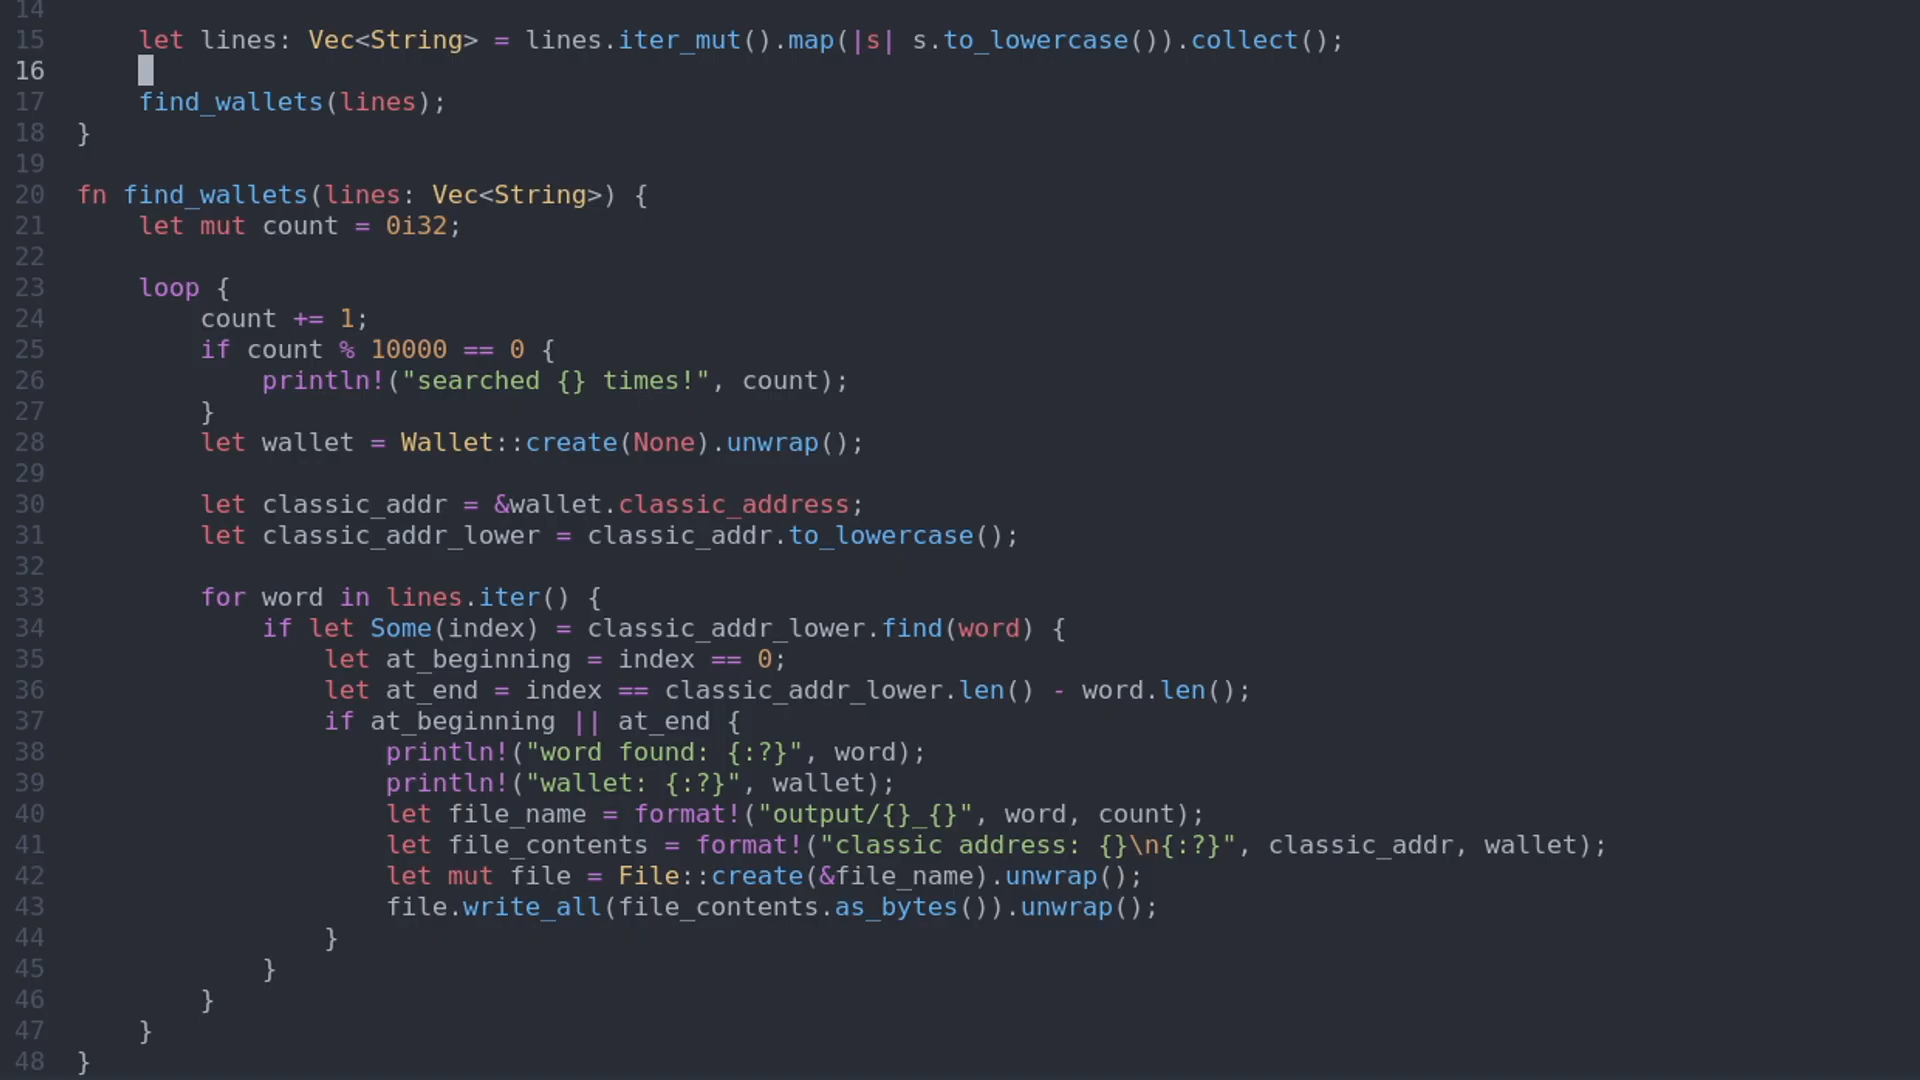 14
15 let lines: Vec<String> = lines.iter_mut().map(|s| s.to_lowercase()).collect();
16
17 find_wallets(lines);
18 }
19
20 fn find_wallets(lines: Vec<String>) {
21 let mut count = 0i32;
22
23 loop {
24 count += 1;
25 if count % 10000 == 0 {
26 println!("searched {} times!", count);
27 }
28 let wallet = Wallet::create(None).unwrap();
29
30 let classic_addr = &wallet.classic_address;
31 let classic_addr_lower = classic_addr.to_lowercase();
32
33 for word in lines.iter() {
34 if let Some(index) = classic_addr_lower.find(word) {
35 let at_beginning = index == 0;
36 let at_end = index == classic_addr_lower.len() - word.len();
37 if at_beginning || at_end {
38 println!("word found: {:?}", word);
39 println!("wallet: {:?}", wallet);
40 let file_name = format!("output/{}_{}", word, count);
41 let file_contents = format!("classic address: {}\n{:?}", classic_addr, wallet);
42 let mut file = File::create(&file_name).unwrap();
43 file.write_all(file_contents.as_bytes()).unwrap();
44 }
45 }
46 }
47 }
48 }